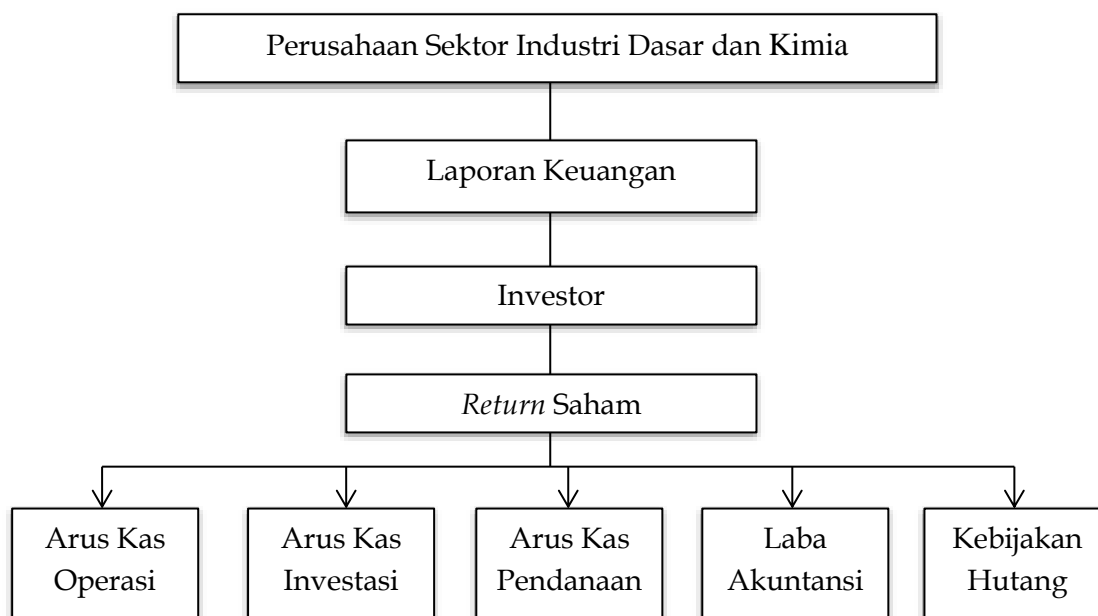 Perusahaan Sektor Industri Dasar dan Kimia
Laporan Keuangan
Investor
Return Saham
Arus Kas
Operasi
Arus Kas
Investasi
Arus Kas
Pendanaan
Laba
Akuntansi
Kebijakan
Hutang